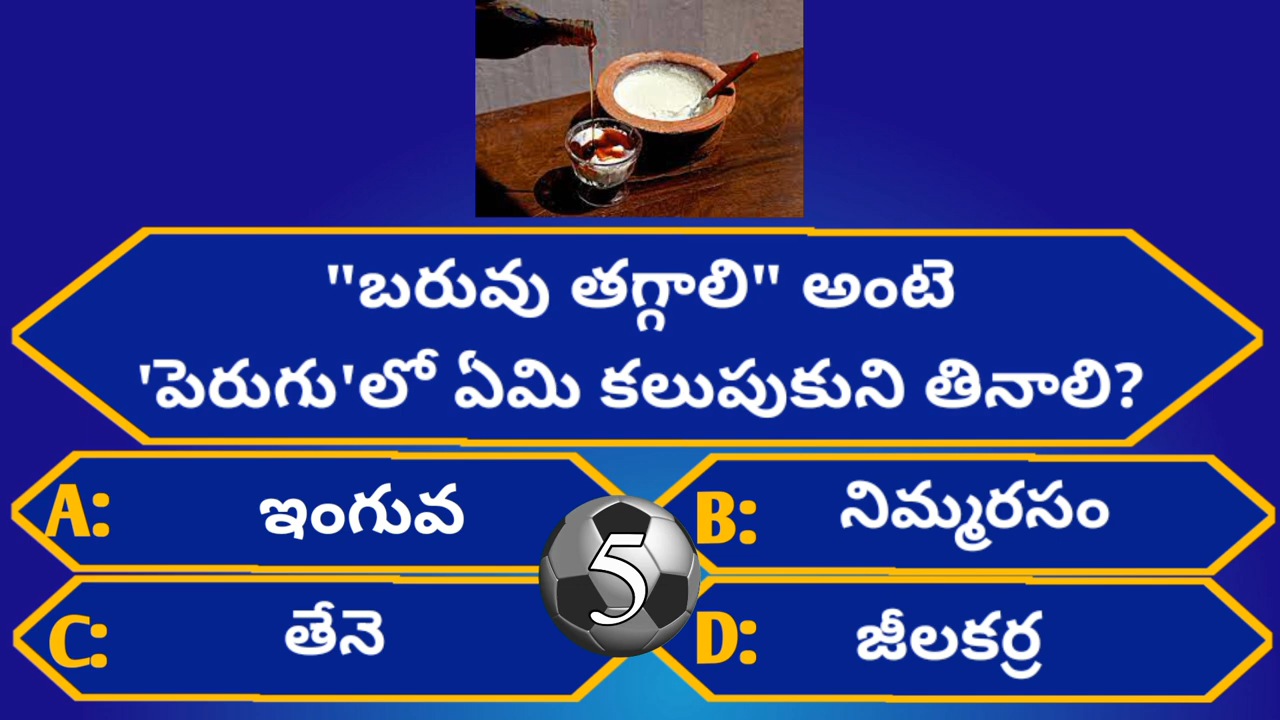 "బరువు తగ్గాలి" అంటె
'పెరుగు'లో ఏమి కలుపుకుని తినాలి?
A: ఇంగువ
B: నిమ్మరసం
5
C: తేనె
D: జీలకర్ర